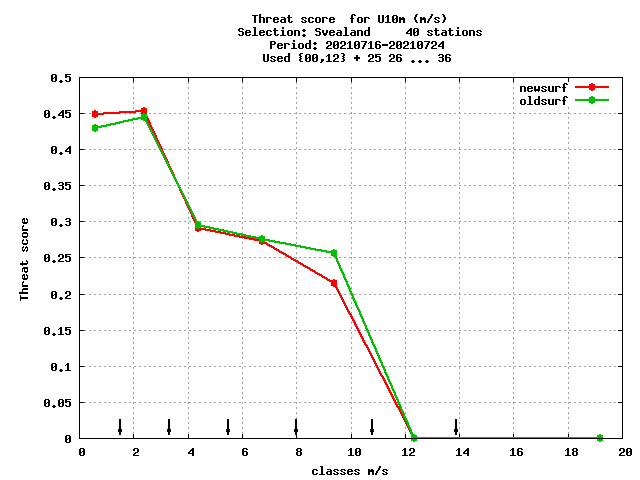 Threat score  for U10m (m/s)
Selection: Svealand     40 stations
Period: 20210716-20210724
Used {00,12} + 25 26 ... 36
newsurf
oldsurf
0.5
0.45
0.4
0.35
0.3
0.25
0.2
0.15
0.1
0.05
0
Threat score
0 2 4 6 8 10 12 14 16 18 20
classes m/s